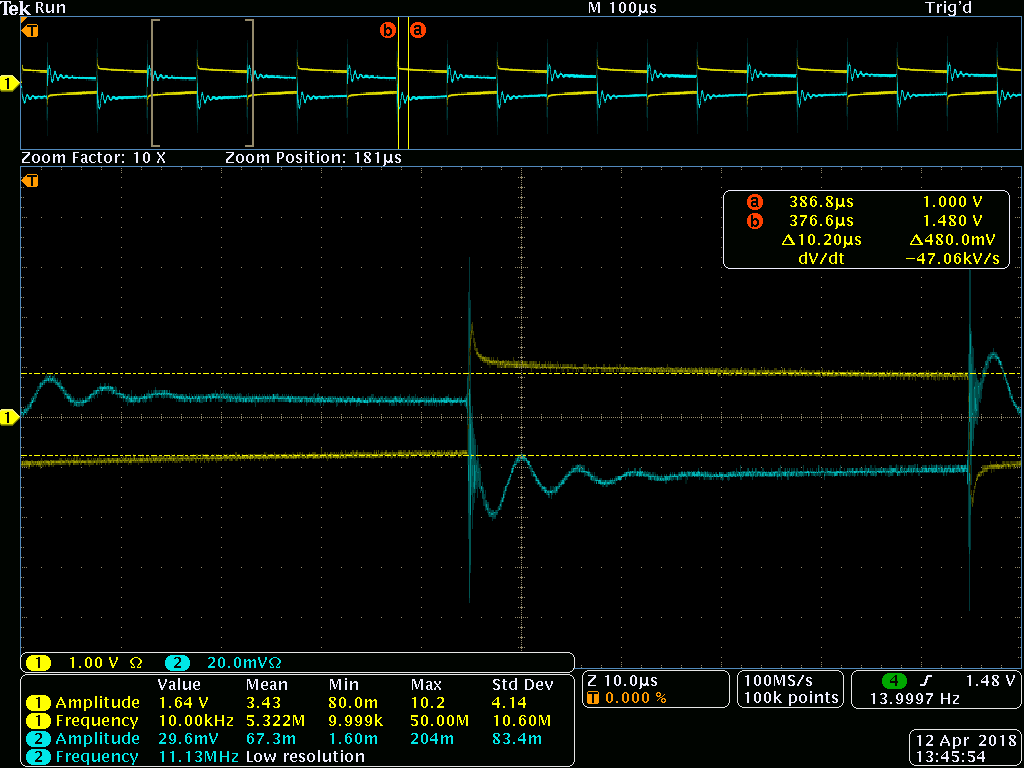 Tek Run M 100µs Trig'd
T
b a
1
Zoom Factor: 10 X Zoom Position: 181µs
T
a 386.8µs 1.000 V
b 376.6µs 1.480 V
Δ10.20µs Δ480.0mV
dV/dt −47.06kV/s
1
1 1.00 V Ω 2 20.0mVΩ
Value Mean Min Max Std Dev
1 Amplitude 1.64 V 3.43 80.0m 10.2 4.14
1 Frequency 10.00kHz 5.322M 9.999k 50.00M 10.60M
2 Amplitude 29.6mV 67.3m 1.60m 204m 83.4m
2 Frequency 11.13MHz Low resolution
Z 10.0µs
T 0.000 %
100MS/s
100k points
4 1.48 V
13.9997 Hz
12 Apr 2018
13:45:54